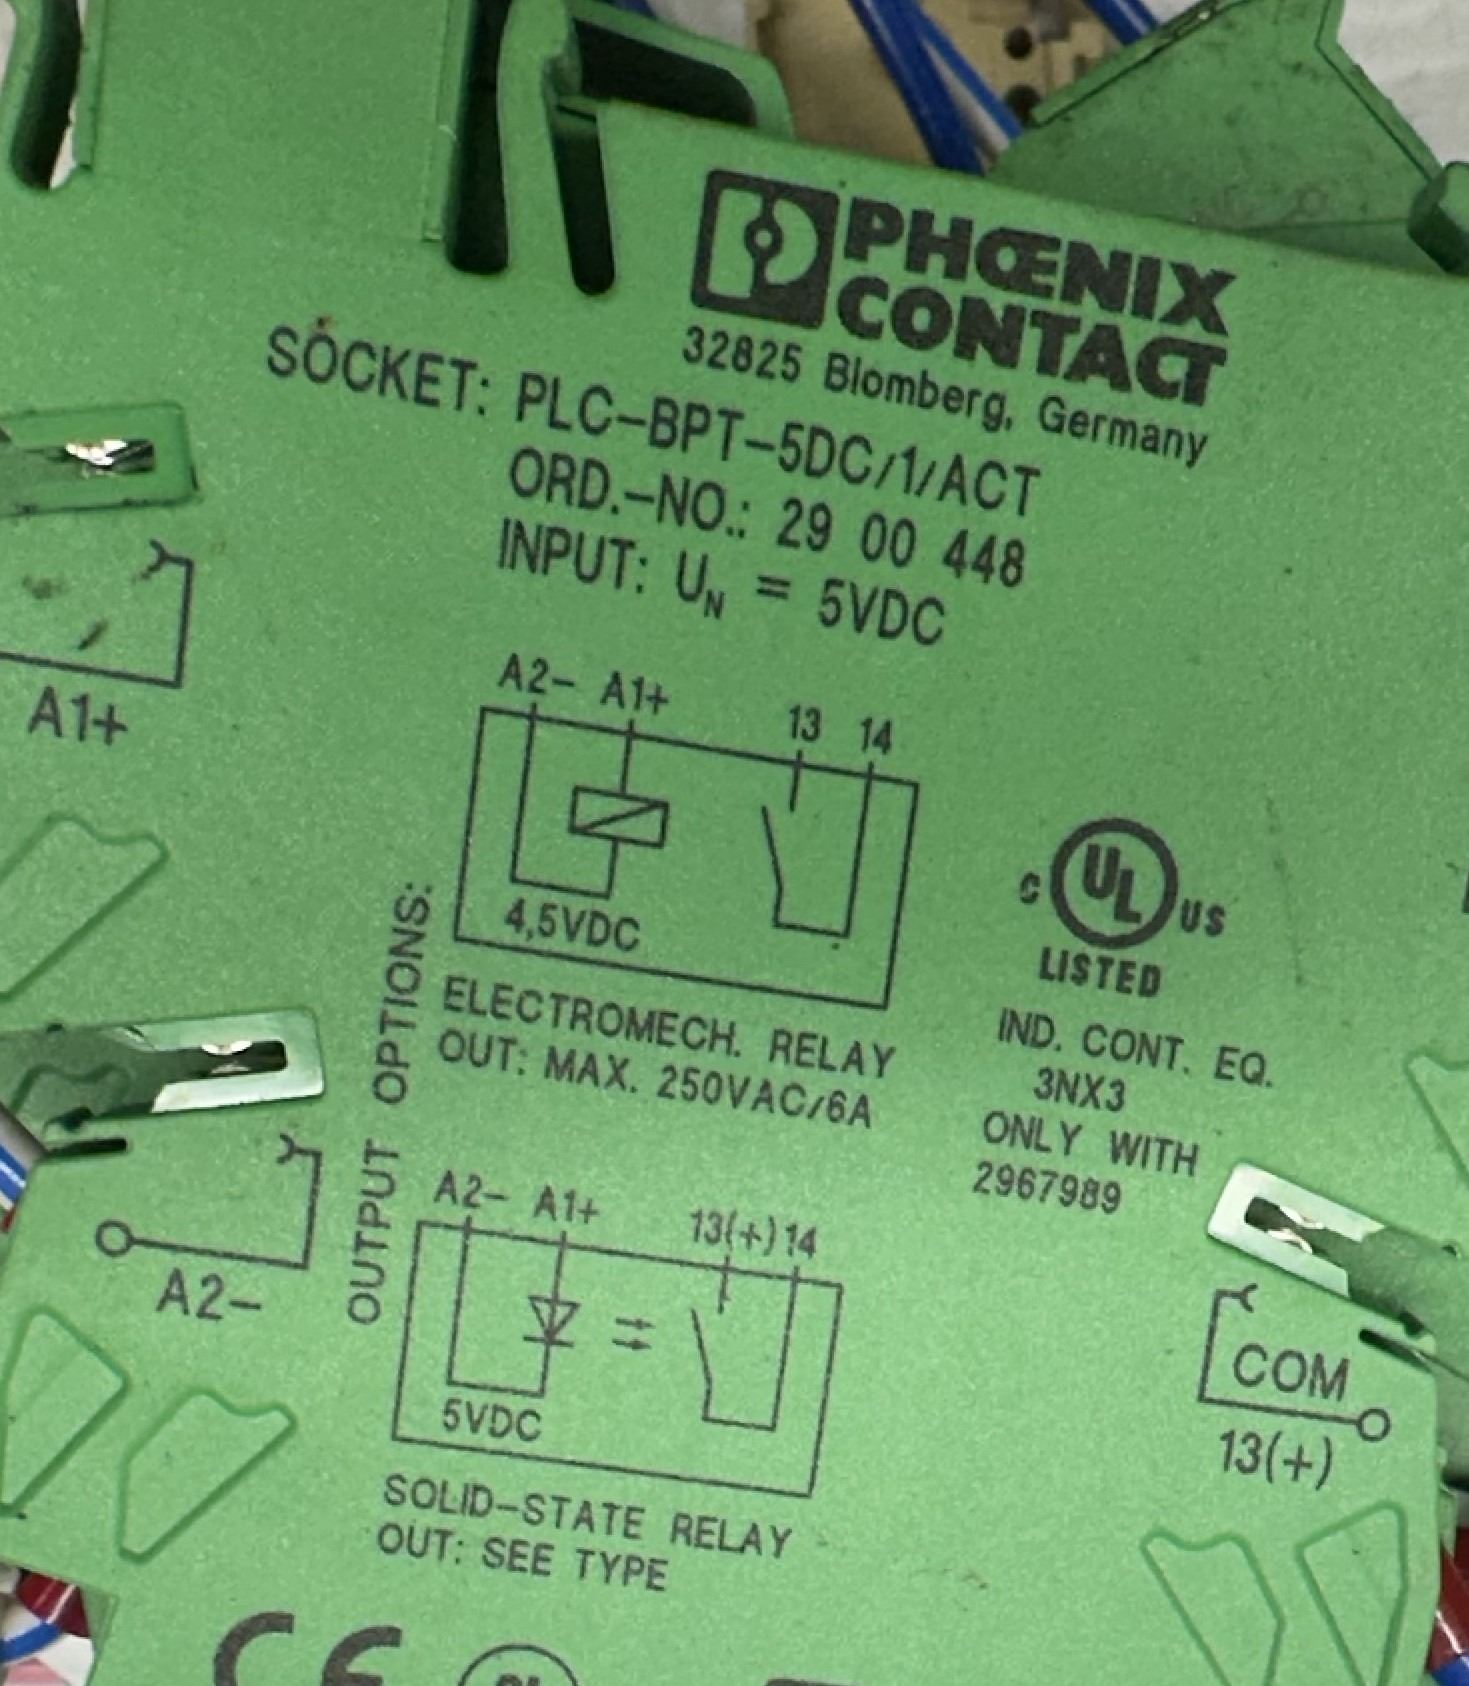 PHŒNIX
CONTACT
32825 Blomberg, Germany
SOCKET: PLC-BPT-5DC/1/ACT
ORD.-NO.: 29 00 448
INPUT: UN = 5VDC
A1+
A2- A1+ 13 14
4,5VDC
ELECTROMECH. RELAY
OUT: MAX. 250VAC/6A
OUTPUT OPTIONS:
C UL US
LISTED
IND. CONT. EQ.
3NX3
ONLY WITH
2967989
A2-
A2- A1+ 13(+) 14
5VDC
SOLID-STATE RELAY
OUT: SEE TYPE
COM
13(+)
CE